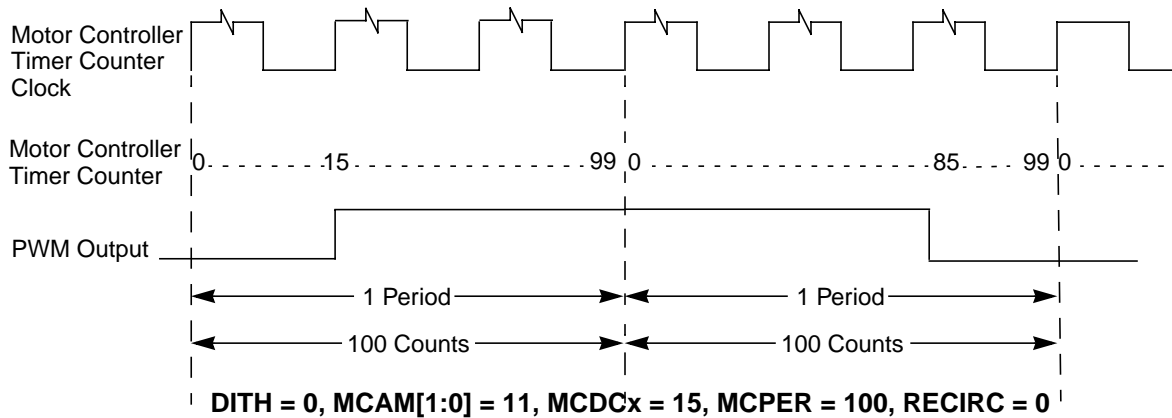 Motor Controller
Timer Counter
Clock
Motor Controller
Timer Counter
0 15 99 0 85 99 0
PWM Output
1 Period 1 Period
100 Counts 100 Counts
DITH = 0, MCAM[1:0] = 11, MCDCx = 15, MCPER = 100, RECIRC = 0